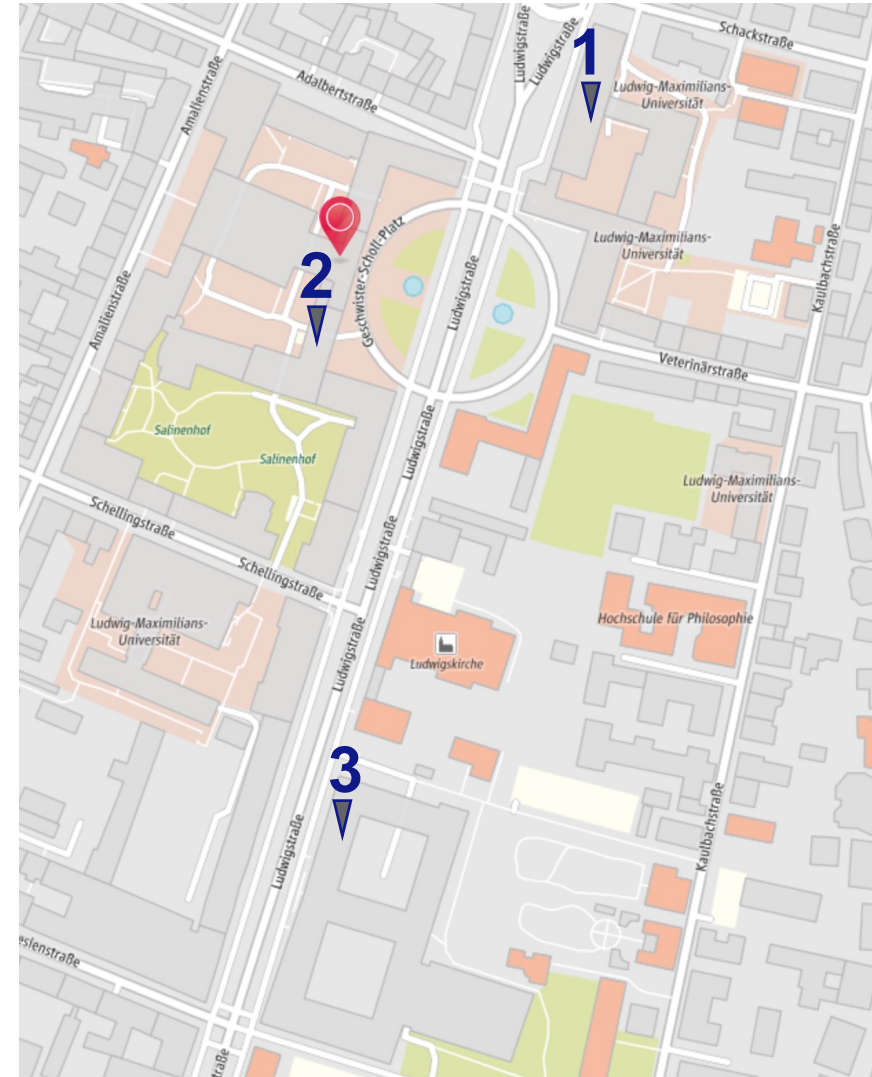 Ludwigstraße
Ludwigstraße
Schackstraße
1
Ludwig-Maximilians-
Universität
Adalbertstraße
Amalienstraße
Geschwister-Scholl-Platz
Ludwig-Maximilians-
Universität
Kaulbachstraße
Ludwigstraße
2
Amalienstraße
Veterinärstraße
Salinenhof
Salinenhof
Ludwigstraße
Ludwig-Maximilians-
Universität
Schellingstraße
Ludwigstraße
Schellingstraße
Ludwig-Maximilians-
Universität
Hochschule für Philosophie
Ludwigstraße
Ludwigskirche
3
Kaulbachstraße
Ludwigstraße
eslenstraße
raße